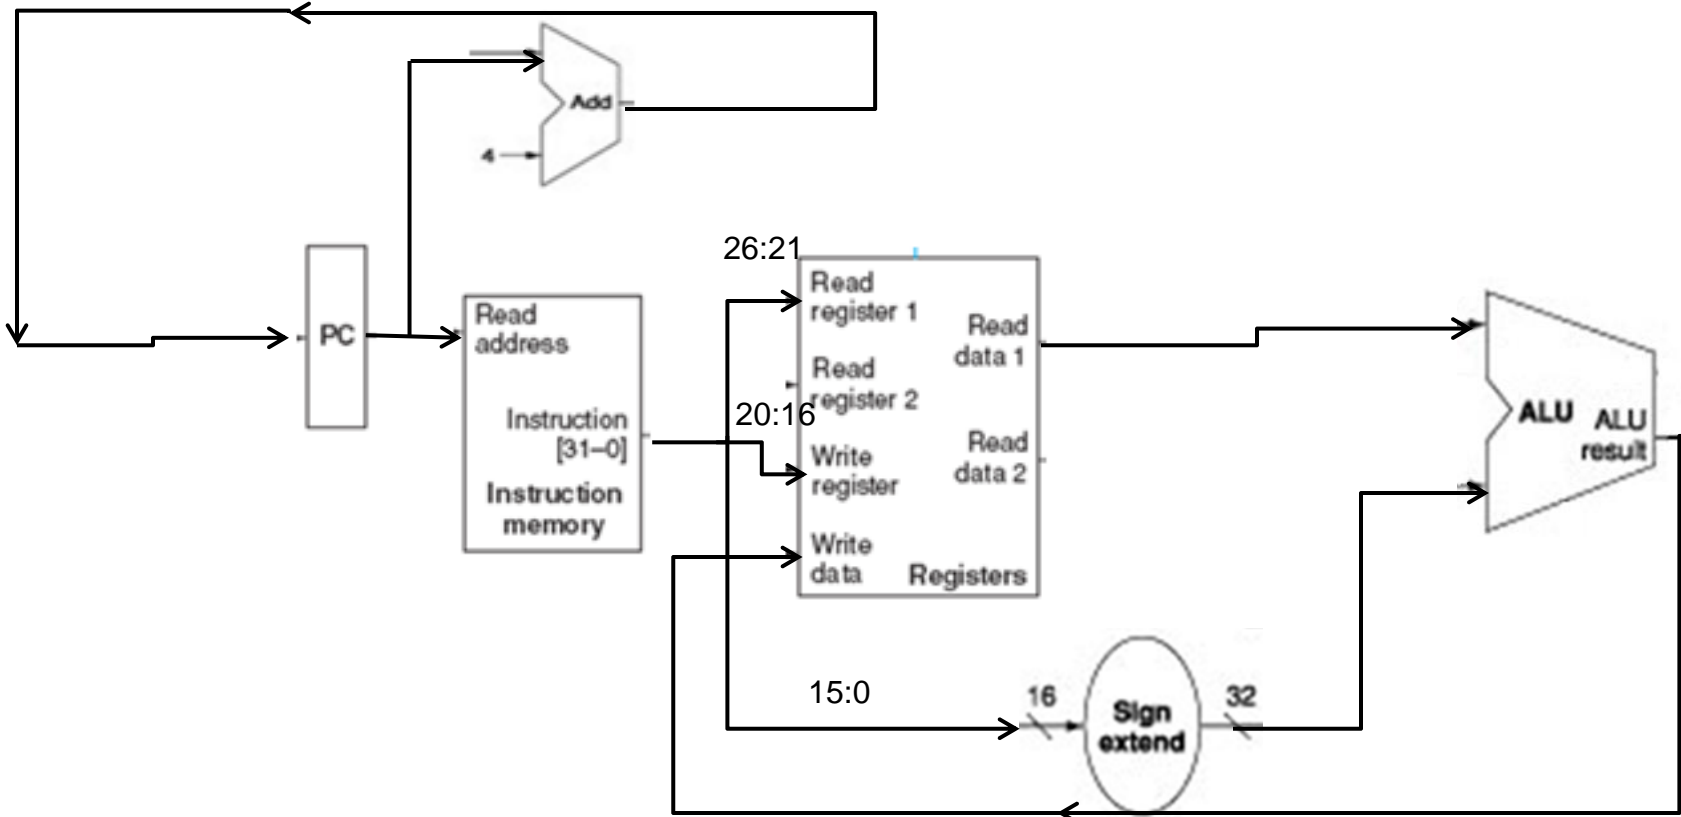 Add
4
26:21
PC
Read
address
Instruction
[31–0]
Instruction
memory
Read
register 1
Read
data 1
Read
register 2
20:16
Write
register
Read
data 2
Write
data
Registers
ALU
ALU
result
15:0
16
Sign
extend
32